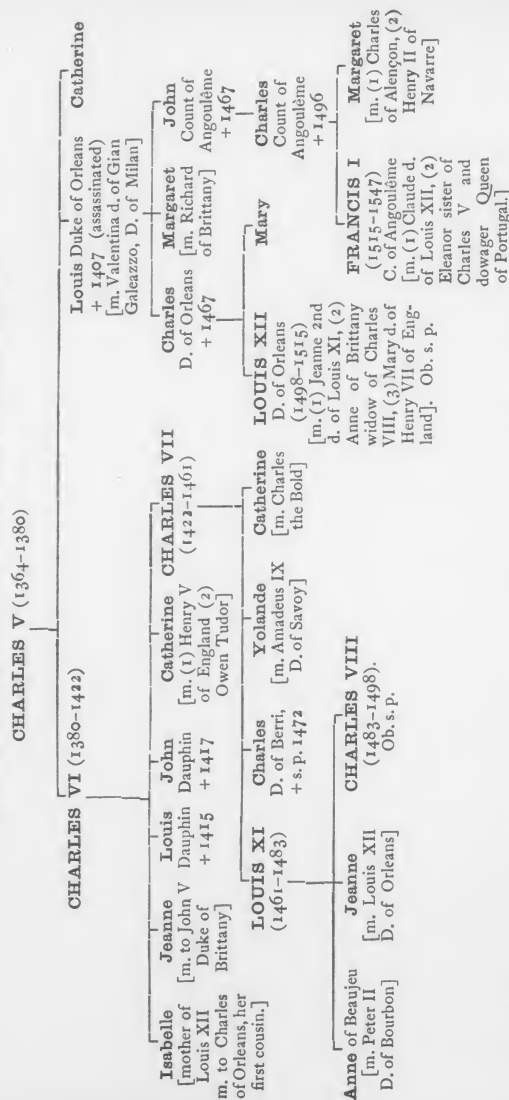 CHARLES V (1364–1380)
CHARLES VI (1380–1422)
Louis Duke of Orleans
+ 1407 (assassinated)
[m. Valentina d. of Gian
Galeazzo, D. of Milan]
Catherine
Isabelle
[mother of
Louis XII
m. to Charles
of Orleans, her
first cousin.]
Jeanne
[m. to John V
Duke of
Brittany]
Louis
Dauphin
+ 1415
John
Dauphin
+ 1417
Catherine
[m. (1) Henry V
of England (2)
Owen Tudor]
CHARLES VII
(1422–1461)
Charles
D. of Orleans
+ 1467
Margaret
[m. Richard
of Brittany]
John
Count of
Angoulême
+ 1467
LOUIS XI
(1461–1483)
Charles
D. of Berri,
+ s. p. 1472
Yolande
[m. Amadeus IX
D. of Savoy]
Catherine
[m. Charles
the Bold]
LOUIS XII
D. of Orleans
(1498–1515)
[m. (1) Jeanne 2nd
d. of Louis XI, (2)
Anne of Brittany
widow of Charles
VIII, (3) Mary d. of
Henry VII of Eng-
land]. Ob. s. p.
Mary
Charles
Count of
Angoulême
+ 1496
Anne of Beaujeu
[m. Peter II
D. of Bourbon]
Jeanne
[m. Louis XII
D. of Orleans]
CHARLES VIII
(1483–1498).
Ob. s. p.
FRANCIS I
(1515–1547)
C. of Angoulême
[m. (1) Claude d.
of Louis XII, (2)
Eleanor sister of
Charles V and
dowager Queen
of Portugal.]
Margaret
[m. (1) Charles
of Alençon, (2)
Henry II of
Navarre]